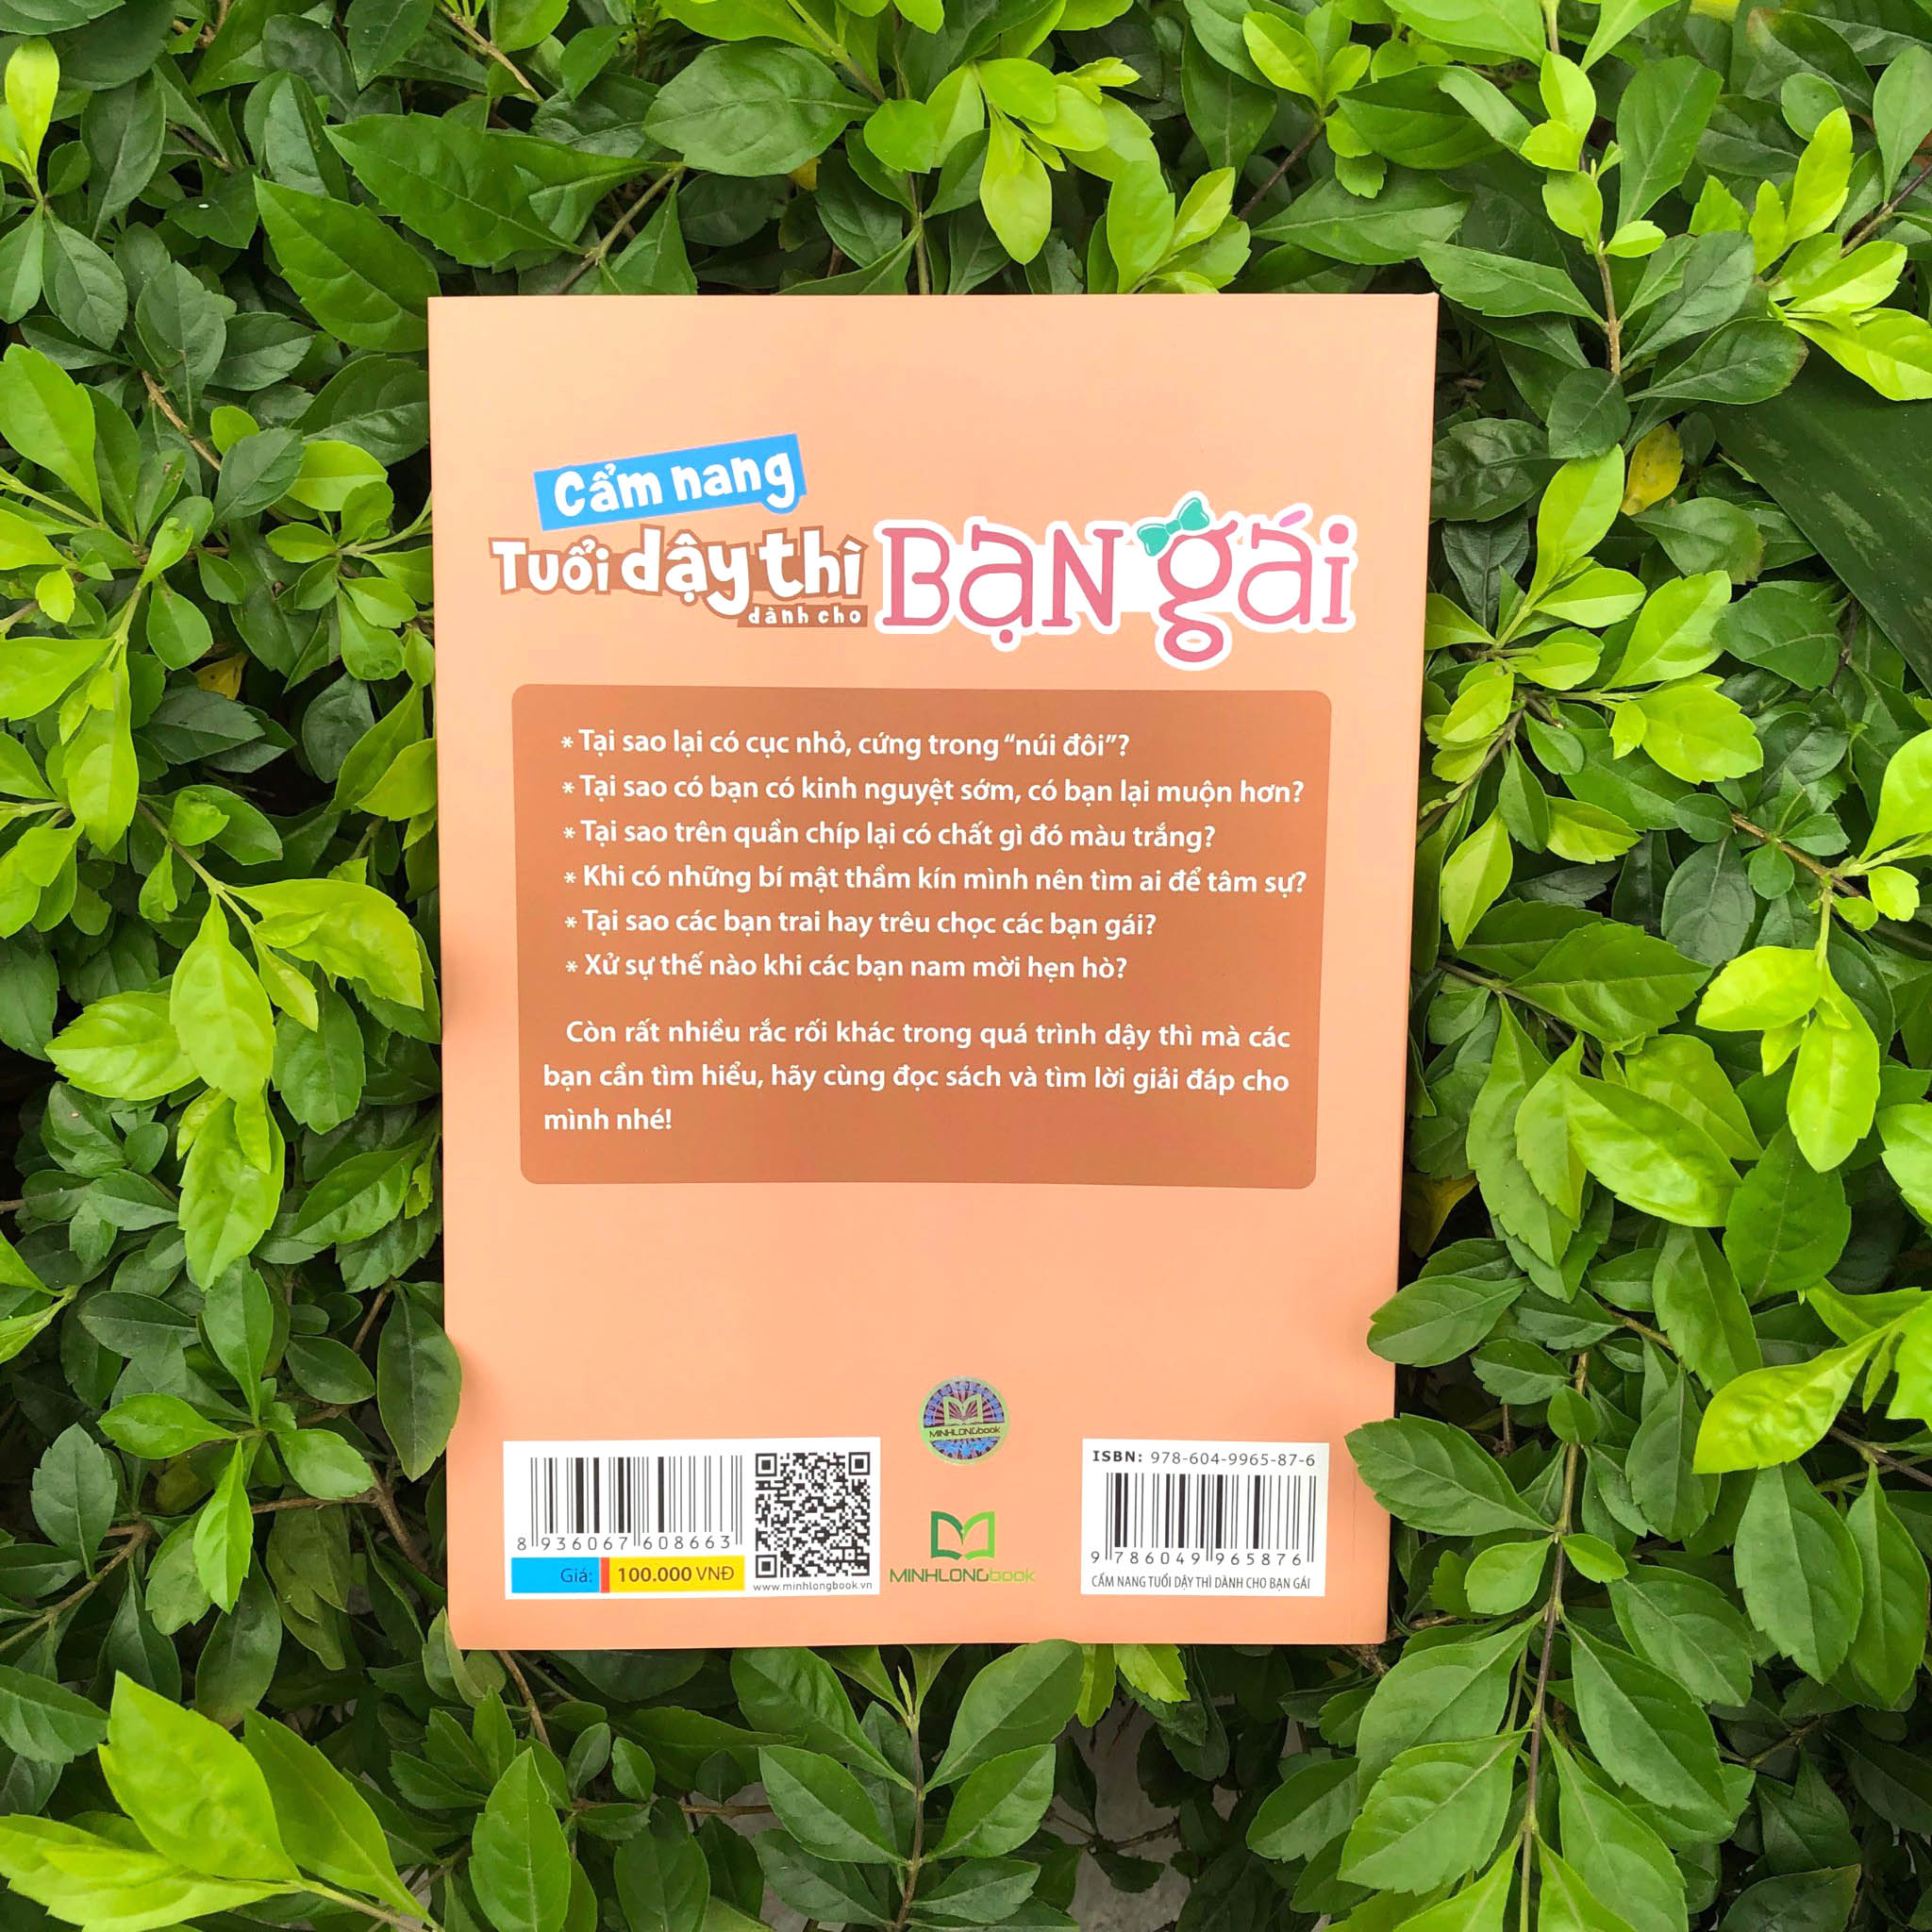 Cẩm nang
Tuổi dậy thì
dành cho
BẠN gái
* Tại sao lại có cục nhỏ, cứng trong “núi đôi”?
* Tại sao có bạn có kinh nguyệt sớm, có bạn lại muộn hơn?
* Tại sao trên quần chíp lại có chất gì đó màu trắng?
* Khi có những bí mật thầm kín mình nên tìm ai để tâm sự?
* Tại sao các bạn trai hay trêu chọc các bạn gái?
* Xử sự thế nào khi các bạn nam mời hẹn hò?
Còn rất nhiều rắc rối khác trong quá trình dậy thì mà các
bạn cần tìm hiểu, hãy cùng đọc sách và tìm lời giải đáp cho
mình nhé!
8 936067 608663
Giá: 100.000 VNĐ
www.minhlongbook.vn
MINHLONGbook
MINHLONGbook
ISBN: 978-604-9965-87-6
9 786049 965876
CẨM NANG TUỔI DẬY THÌ DÀNH CHO BẠN GÁI